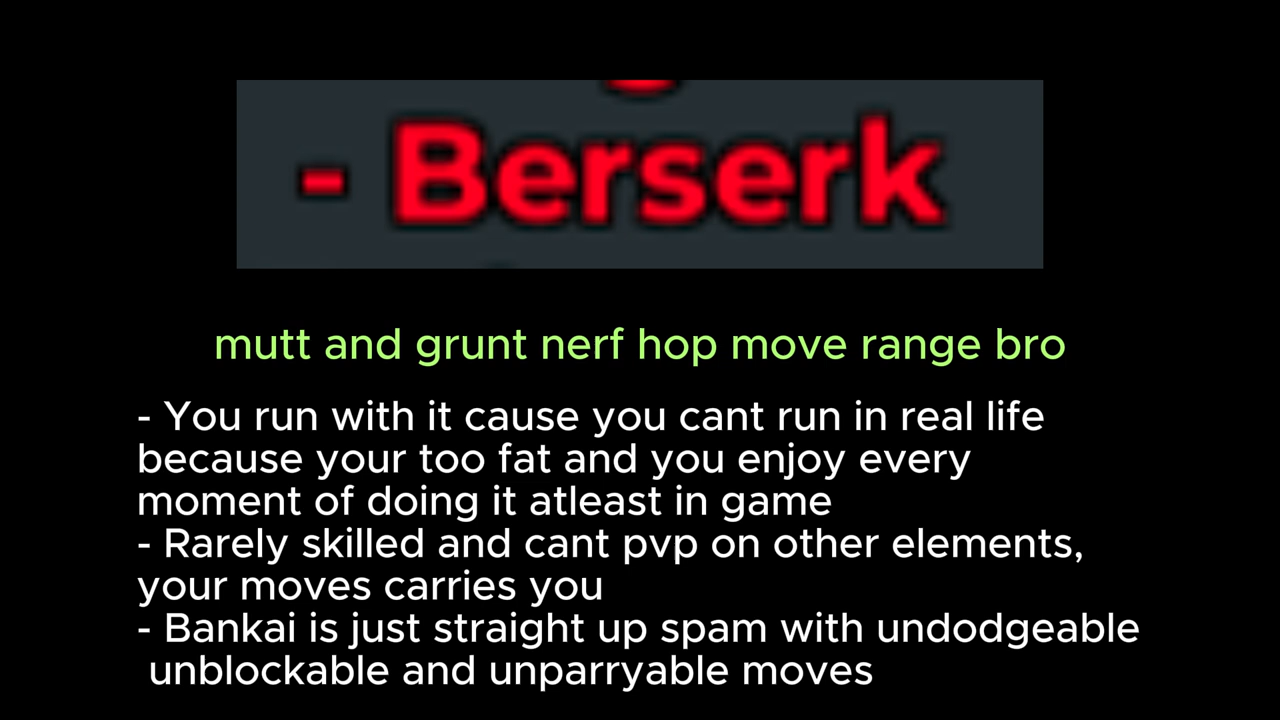 - Berserk
mutt and grunt nerf hop move range bro
- You run with it cause you cant run in real life
because your too fat and you enjoy every
moment of doing it atleast in game
- Rarely skilled and cant pvp on other elements,
your moves carries you
- Bankai is just straight up spam with undodgeable
unblockable and unparryable moves